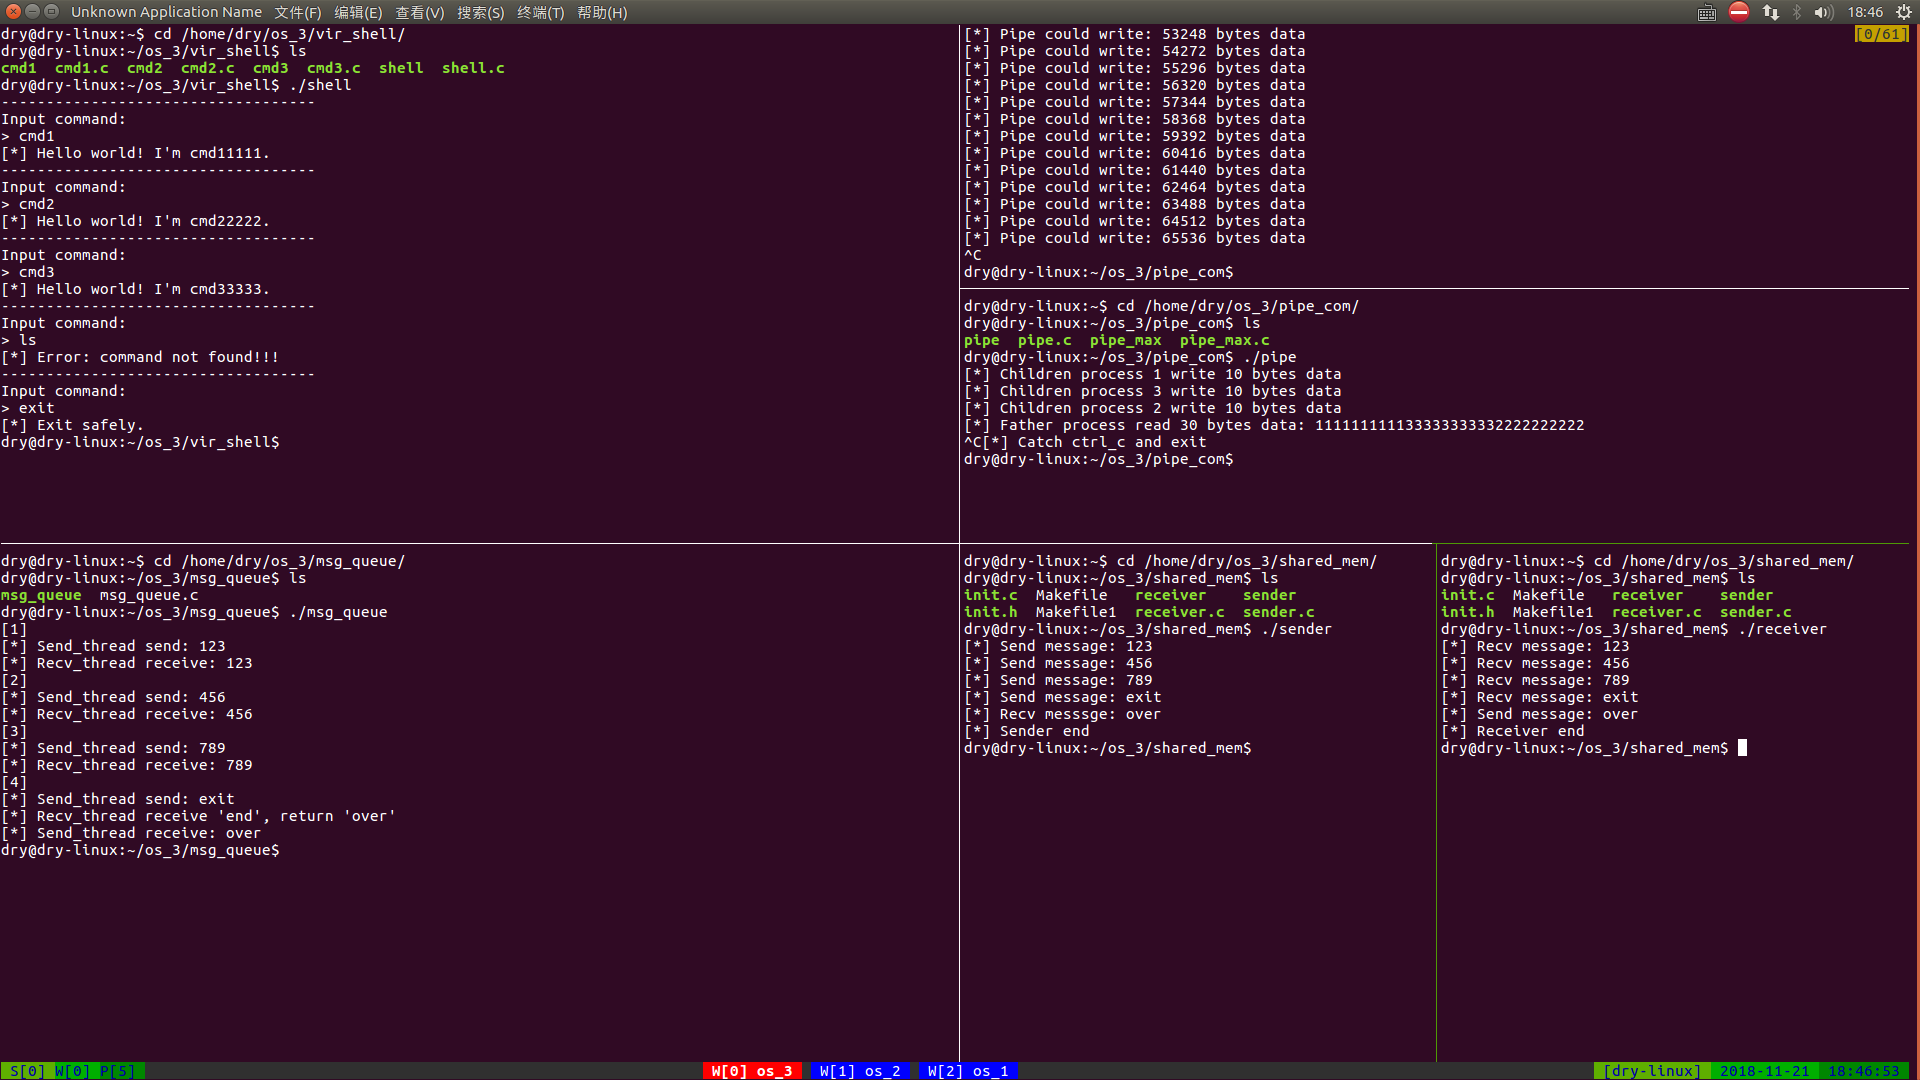 Unknown Application Name 文件(F) 编辑(E) 查看(V) 搜索(S) 终端(T) 帮助(H)
18:46
dry@dry-linux:~$ cd /home/dry/os_3/vir_shell/
dry@dry-linux:~/os_3/vir_shell$ ls
cmd1  cmd1.c  cmd2  cmd2.c  cmd3  cmd3.c  shell  shell.c
dry@dry-linux:~/os_3/vir_shell$ ./shell
-----------------------------------
Input command:
> cmd1
[*] Hello world! I'm cmd11111.
-----------------------------------
Input command:
> cmd2
[*] Hello world! I'm cmd22222.
-----------------------------------
Input command:
> cmd3
[*] Hello world! I'm cmd33333.
-----------------------------------
Input command:
> ls
[*] Error: command not found!!!
-----------------------------------
Input command:
> exit
[*] Exit safely.
dry@dry-linux:~/os_3/vir_shell$
[0/61]
[*] Pipe could write: 53248 bytes data
[*] Pipe could write: 54272 bytes data
[*] Pipe could write: 55296 bytes data
[*] Pipe could write: 56320 bytes data
[*] Pipe could write: 57344 bytes data
[*] Pipe could write: 58368 bytes data
[*] Pipe could write: 59392 bytes data
[*] Pipe could write: 60416 bytes data
[*] Pipe could write: 61440 bytes data
[*] Pipe could write: 62464 bytes data
[*] Pipe could write: 63488 bytes data
[*] Pipe could write: 64512 bytes data
[*] Pipe could write: 65536 bytes data
^C
dry@dry-linux:~/os_3/pipe_com$
dry@dry-linux:~$ cd /home/dry/os_3/pipe_com/
dry@dry-linux:~/os_3/pipe_com$ ls
pipe  pipe.c  pipe_max  pipe_max.c
dry@dry-linux:~/os_3/pipe_com$ ./pipe
[*] Children process 1 write 10 bytes data
[*] Children process 3 write 10 bytes data
[*] Children process 2 write 10 bytes data
[*] Father process read 30 bytes data: 111111111133333333332222222222
^C[*] Catch ctrl_c and exit
dry@dry-linux:~/os_3/pipe_com$
dry@dry-linux:~$ cd /home/dry/os_3/msg_queue/
dry@dry-linux:~/os_3/msg_queue$ ls
msg_queue  msg_queue.c
dry@dry-linux:~/os_3/msg_queue$ ./msg_queue
[1]
[*] Send_thread send: 123
[*] Recv_thread receive: 123
[2]
[*] Send_thread send: 456
[*] Recv_thread receive: 456
[3]
[*] Send_thread send: 789
[*] Recv_thread receive: 789
[4]
[*] Send_thread send: exit
[*] Recv_thread receive 'end', return 'over'
[*] Send_thread receive: over
dry@dry-linux:~/os_3/msg_queue$
dry@dry-linux:~$ cd /home/dry/os_3/shared_mem/
dry@dry-linux:~/os_3/shared_mem$ ls
init.c  Makefile   receiver    sender
init.h  Makefile1  receiver.c  sender.c
dry@dry-linux:~/os_3/shared_mem$ ./sender
[*] Send message: 123
[*] Send message: 456
[*] Send message: 789
[*] Send message: exit
[*] Recv messsge: over
[*] Sender end
dry@dry-linux:~/os_3/shared_mem$
dry@dry-linux:~$ cd /home/dry/os_3/shared_mem/
dry@dry-linux:~/os_3/shared_mem$ ls
init.c  Makefile   receiver    sender
init.h  Makefile1  receiver.c  sender.c
dry@dry-linux:~/os_3/shared_mem$ ./receiver
[*] Recv message: 123
[*] Recv message: 456
[*] Recv message: 789
[*] Recv message: exit
[*] Send message: over
[*] Receiver end
dry@dry-linux:~/os_3/shared_mem$
S[0] W[0] P[5]
W[0] os_3  W[1] os_2  W[2] os_1
[dry-linux]  2018-11-21  18:46:53